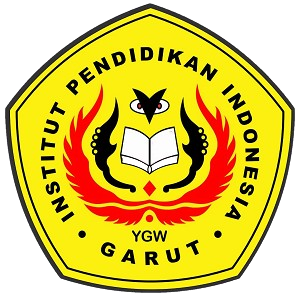 INSTITUT PENDIDIKAN INDONESIA
YGW
• GARUT •